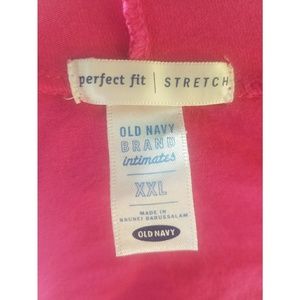 perfect fit | STRETCH
OLD NAVY
BRAND
intimates
XXL
MADE IN
BRUNEI DARUSSALAM
OLD NAVY